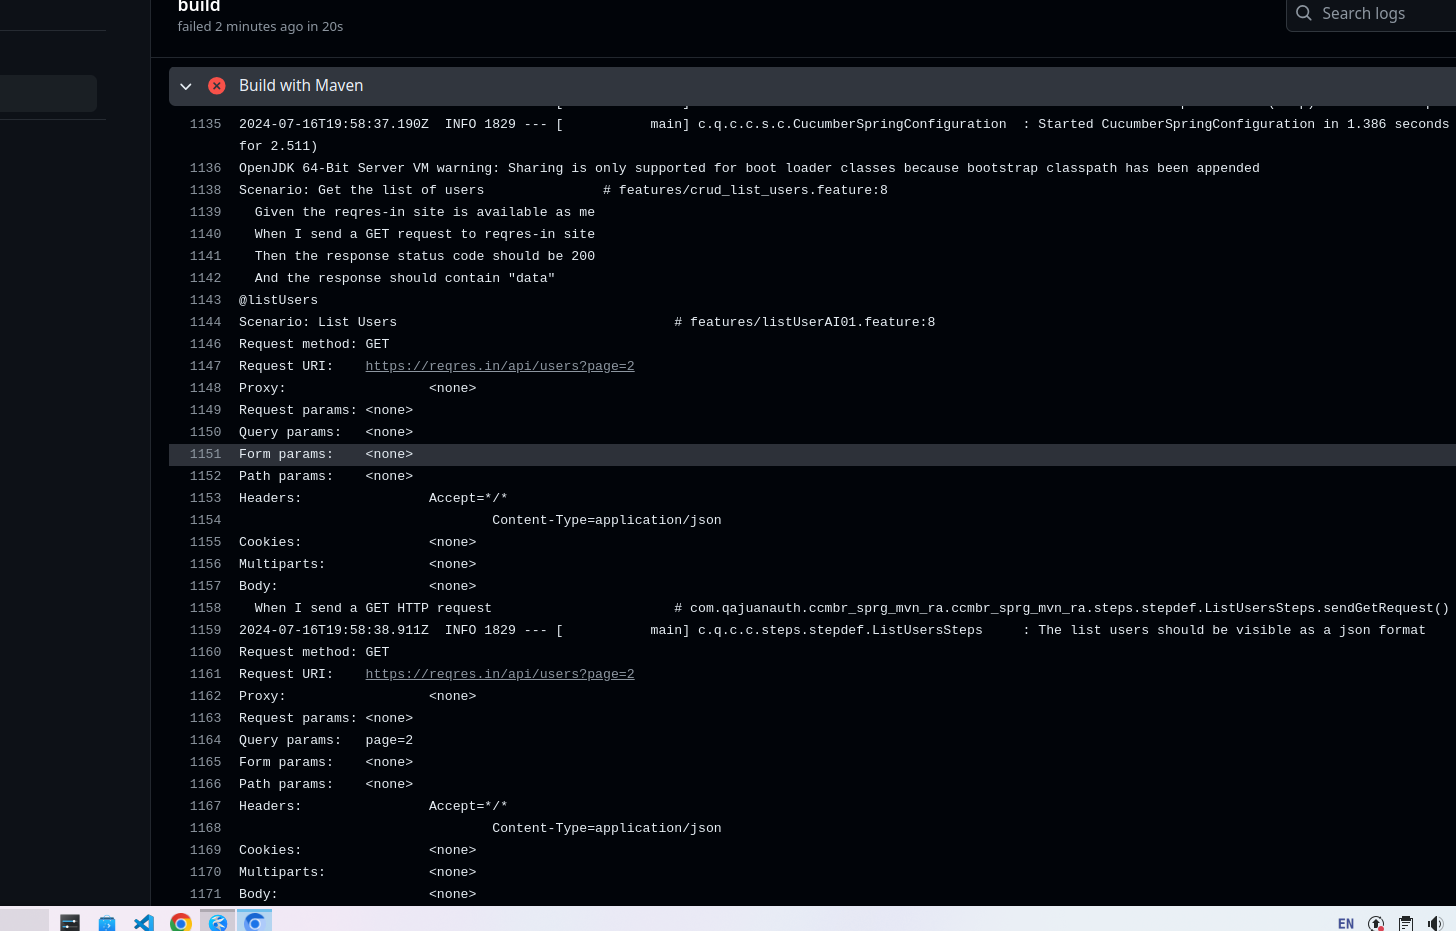 build
failed 2 minutes ago in 20s
Search logs
Build with Maven
1135 2024-07-16T19:58:37.190Z  INFO 1829 --- [           main] c.q.c.c.s.c.CucumberSpringConfiguration  : Started CucumberSpringConfiguration in 1.386 seconds
for 2.511)
1136 OpenJDK 64-Bit Server VM warning: Sharing is only supported for boot loader classes because bootstrap classpath has been appended
1138 Scenario: Get the list of users               # features/crud_list_users.feature:8
1139   Given the reqres-in site is available as me
1140   When I send a GET request to reqres-in site
1141   Then the response status code should be 200
1142   And the response should contain "data"
1143 @listUsers
1144 Scenario: List Users                                   # features/listUserAI01.feature:8
1146 Request method: GET
1147 Request URI:    https://reqres.in/api/users?page=2
1148 Proxy:                  <none>
1149 Request params: <none>
1150 Query params:   <none>
1151 Form params:    <none>
1152 Path params:    <none>
1153 Headers:                Accept=*/*
1154                                 Content-Type=application/json
1155 Cookies:                <none>
1156 Multiparts:             <none>
1157 Body:                   <none>
1158   When I send a GET HTTP request                       # com.qajuanauth.ccmbr_sprg_mvn_ra.ccmbr_sprg_mvn_ra.steps.stepdef.ListUsersSteps.sendGetRequest()
1159 2024-07-16T19:58:38.911Z  INFO 1829 --- [           main] c.q.c.c.steps.stepdef.ListUsersSteps     : The list users should be visible as a json format
1160 Request method: GET
1161 Request URI:    https://reqres.in/api/users?page=2
1162 Proxy:                  <none>
1163 Request params: <none>
1164 Query params:   page=2
1165 Form params:    <none>
1166 Path params:    <none>
1167 Headers:                Accept=*/*
1168                                 Content-Type=application/json
1169 Cookies:                <none>
1170 Multiparts:             <none>
1171 Body:                   <none>
EN